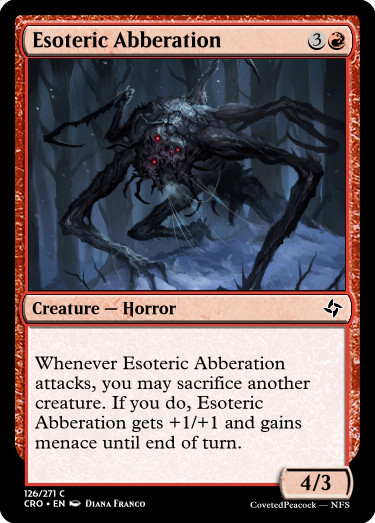 Esoteric Abberation 3
Creature — Horror
Whenever Esoteric Abberation
attacks, you may sacrifice another
creature. If you do, Esoteric
Abberation gets +1/+1 and gains
menace until end of turn.
4/3
126/271 C
CRO • EN Diana Franco
CovetedPeacock — NFS